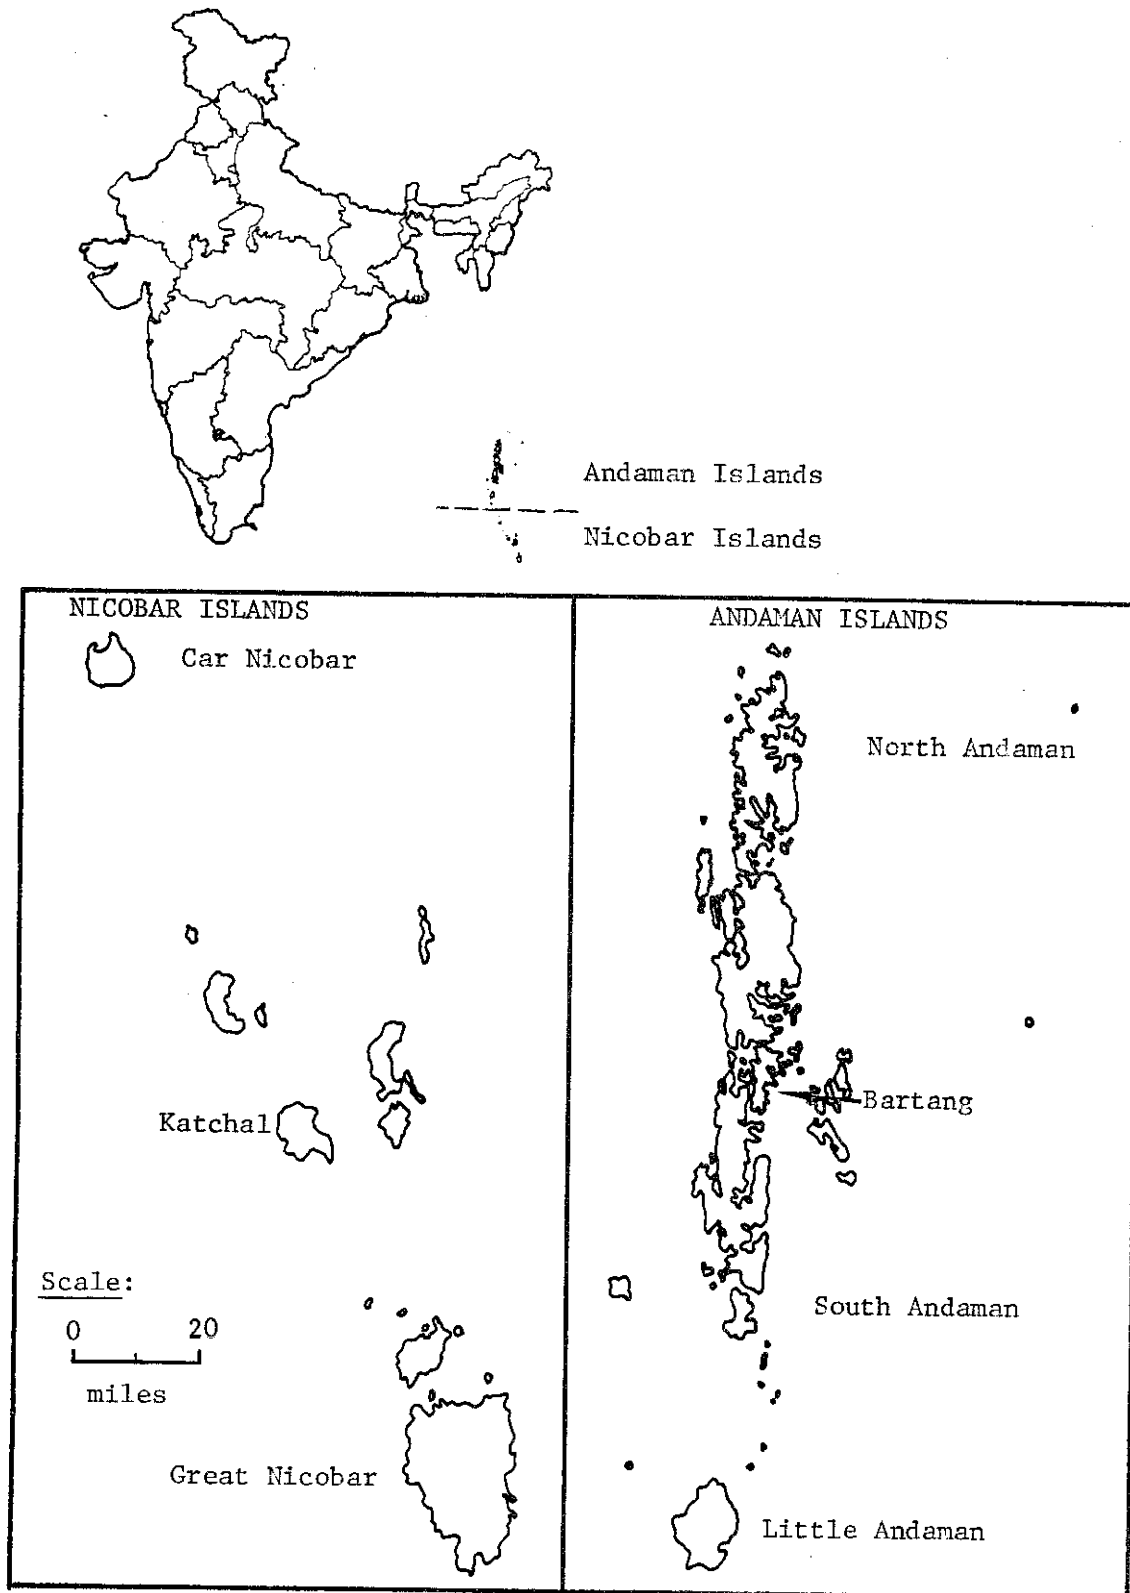 Andaman Islands
Nicobar Islands
NICOBAR ISLANDS
Car Nicobar
Katchal
Scale:
0 20
miles
Great Nicobar
ANDAMAN ISLANDS
North Andaman
Bartang
South Andaman
Little Andaman